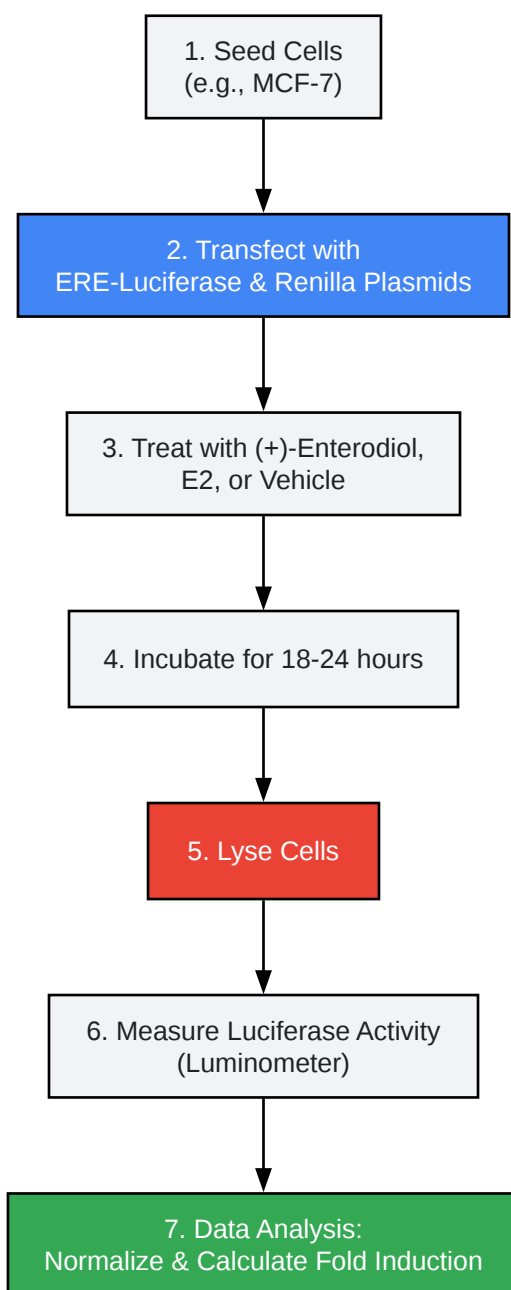 1. Seed Cells
(e.g., MCF-7)
2. Transfect with
ERE-Luciferase & Renilla Plasmids
3. Treat with (+)-Enterodiol,
E2, or Vehicle
4. Incubate for 18-24 hours
5. Lyse Cells
6. Measure Luciferase Activity
(Luminometer)
7. Data Analysis:
Normalize & Calculate Fold Induction